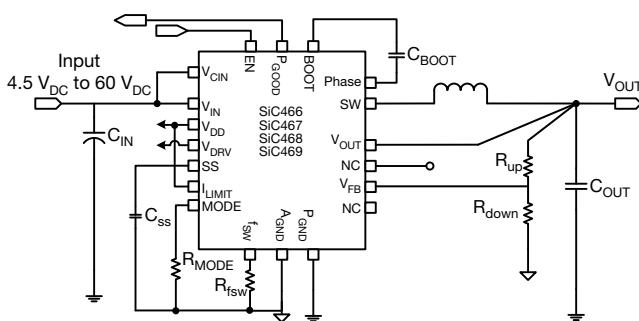 Input
4.5 V_DC to 60 V_DC
C_IN
EN
P_GOOD
BOOT
C_BOOT
V_CIN
V_IN
V_DD
V_DRV
SS
I_LIMIT
MODE
SiC466
SiC467
SiC468
SiC469
Phase
SW
V_OUT
NC
V_FB
NC
f_SW
A_GND
P_GND
C_ss
R_MODE
R_fsw
V_OUT
R_up
R_down
C_OUT